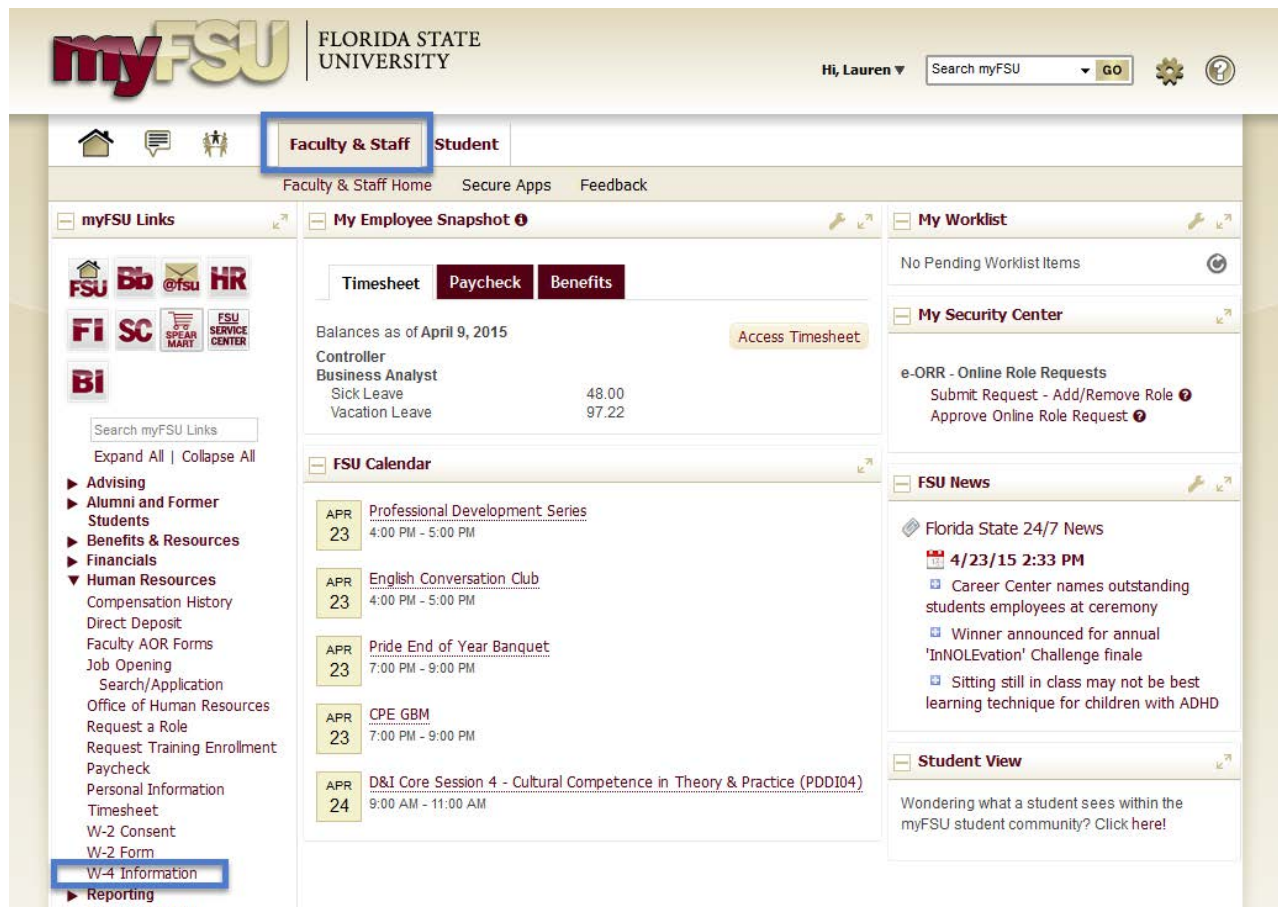 myFSU
FLORIDA STATE
UNIVERSITY
Hi, Lauren
Search myFSU
GO
Faculty & Staff
Student
Faculty & Staff Home
Secure Apps
Feedback
myFSU Links
FSU
Bb
@fsu
HR
FI
SC
SPEAR
MART
FSU
SERVICE
CENTER
BI
Search myFSU Links
Expand All | Collapse All
Advising
Alumni and Former
Students
Benefits & Resources
Financials
Human Resources
Compensation History
Direct Deposit
Faculty AOR Forms
Job Opening
Search/Application
Office of Human Resources
Request a Role
Request Training Enrollment
Paycheck
Personal Information
Timesheet
W-2 Consent
W-2 Form
W-4 Information
Reporting
My Employee Snapshot
Timesheet
Paycheck
Benefits
Balances as of April 9, 2015
Access Timesheet
Controller
Business Analyst
Sick Leave 48.00
Vacation Leave 97.22
FSU Calendar
APR
23
Professional Development Series
4:00 PM - 5:00 PM
APR
23
English Conversation Club
4:00 PM - 5:00 PM
APR
23
Pride End of Year Banquet
7:00 PM - 9:00 PM
APR
23
CPE GBM
7:00 PM - 9:00 PM
APR
24
D&I Core Session 4 - Cultural Competence in Theory & Practice (PDDI04)
9:00 AM - 11:00 AM
My Worklist
No Pending Worklist Items
My Security Center
e-ORR - Online Role Requests
Submit Request - Add/Remove Role
Approve Online Role Request
FSU News
Florida State 24/7 News
4/23/15 2:33 PM
Career Center names outstanding
students employees at ceremony
Winner announced for annual
'InNOLEvation' Challenge finale
Sitting still in class may not be best
learning technique for children with ADHD
Student View
Wondering what a student sees within the
myFSU student community? Click here!